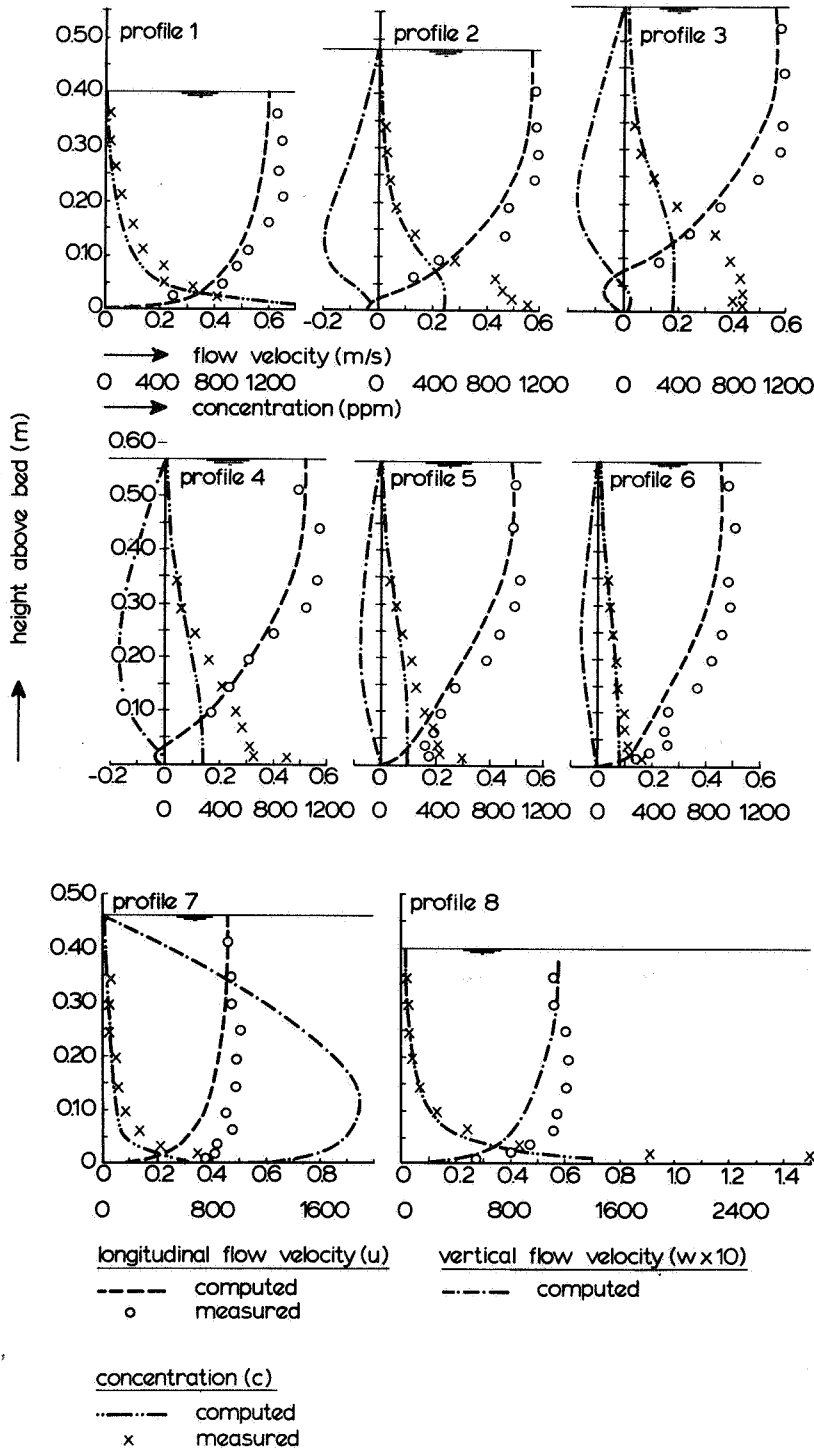 0.50 profile 1 profile 2 profile 3
0.40
0.30
0.20
0.10
0
0 0.2 0.4 0.6 -0.2 0 0.2 0.4 0.6 0 0.2 0.4 0.6
flow velocity (m/s)
0 400 800 1200 0 400 800 1200 0 400 800 1200
concentration (ppm)
height above bed (m)
0.60
profile 4 profile 5 profile 6
0.50
0.40
0.30
0.20
0.10
-0.2 0 0.2 0.4 0.6 0 0.2 0.4 0.6 0 0.2 0.4 0.6
0 400 800 1200 0 400 800 1200 0 400 800 1200
0.50 profile 7 profile 8
0.40
0.30
0.20
0.10
0
0 0.2 0.4 0.6 0.8 0 0.2 0.4 0.6 0.8 1.0 1.2 1.4
0 800 1600 0 800 1600 2400
longitudinal flow velocity (u) vertical flow velocity (w x 10)
computed computed
measured
concentration (c)
computed
measured